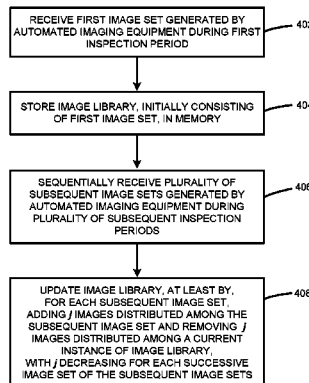 RECEIVE FIRST IMAGE SET GENERATED BY
AUTOMATED IMAGING EQUIPMENT DURING FIRST
INSPECTION PERIOD
STORE IMAGE LIBRARY, INITIALLY CONSISTING
OF FIRST IMAGE SET, IN MEMORY
SEQUENTIALLY RECEIVE PLURALITY OF
SUBSEQUENT IMAGE SETS GENERATED BY
AUTOMATED IMAGING EQUIPMENT DURING
PLURALITY OF SUBSEQUENT INSPECTION
PERIODS
406
UPDATE IMAGE LIBRARY, AT LEAST BY,
FOR EACH SUBSEQUENT IMAGE SET,
ADDING j IMAGES DISTRIBUTED AMONG THE
SUBSEQUENT IMAGE SET AND REMOVING j
IMAGES DISTRIBUTED AMONG A CURRENT
INSTANCE OF IMAGE LIBRARY,
WITH j DECREASING FOR EACH SUCCESSIVE
IMAGE SET OF THE SUBSEQUENT IMAGE SETS
408